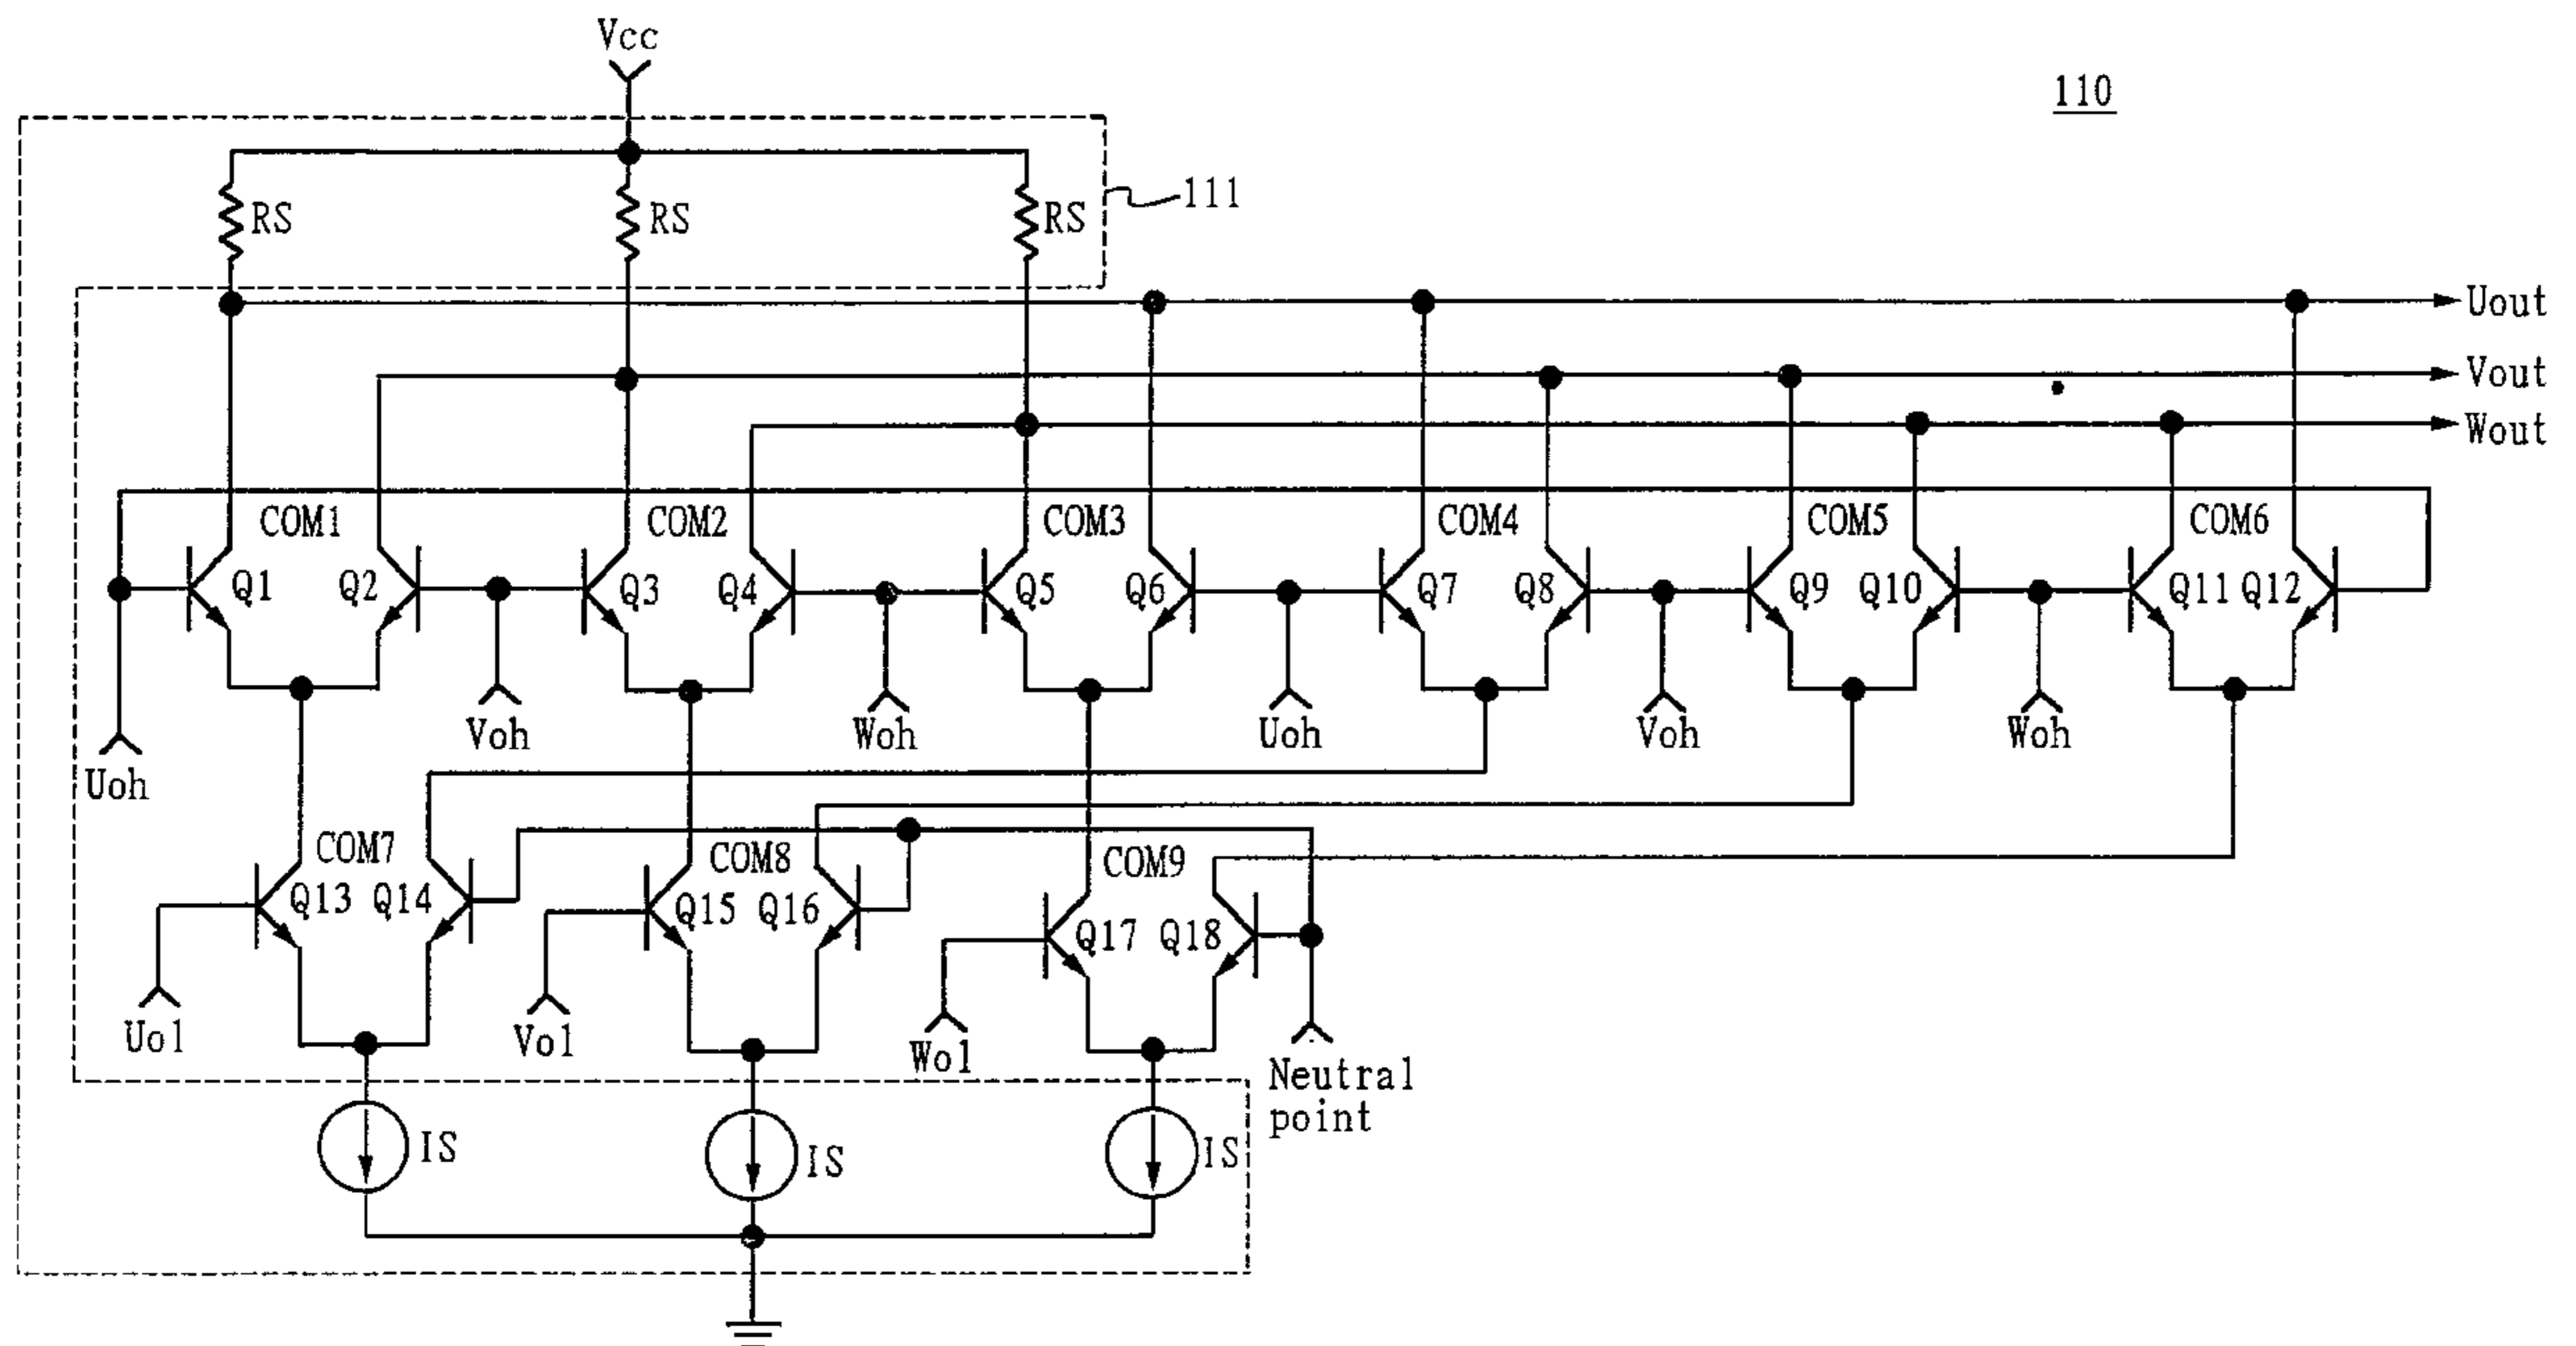 Vcc
110
RS
RS
RS
111
Uout
Vout
Wout
COM1
COM2
COM3
COM4
COM5
COM6
Q1
Q2
Q3
Q4
Q5
Q6
Q7
Q8
Q9
Q10
Q11
Q12
Uoh
Voh
Woh
Uoh
Voh
Woh
COM7
COM8
COM9
Q13
Q14
Q15
Q16
Q17
Q18
Uol
Vol
Wol
Neutral
point
IS
IS
IS